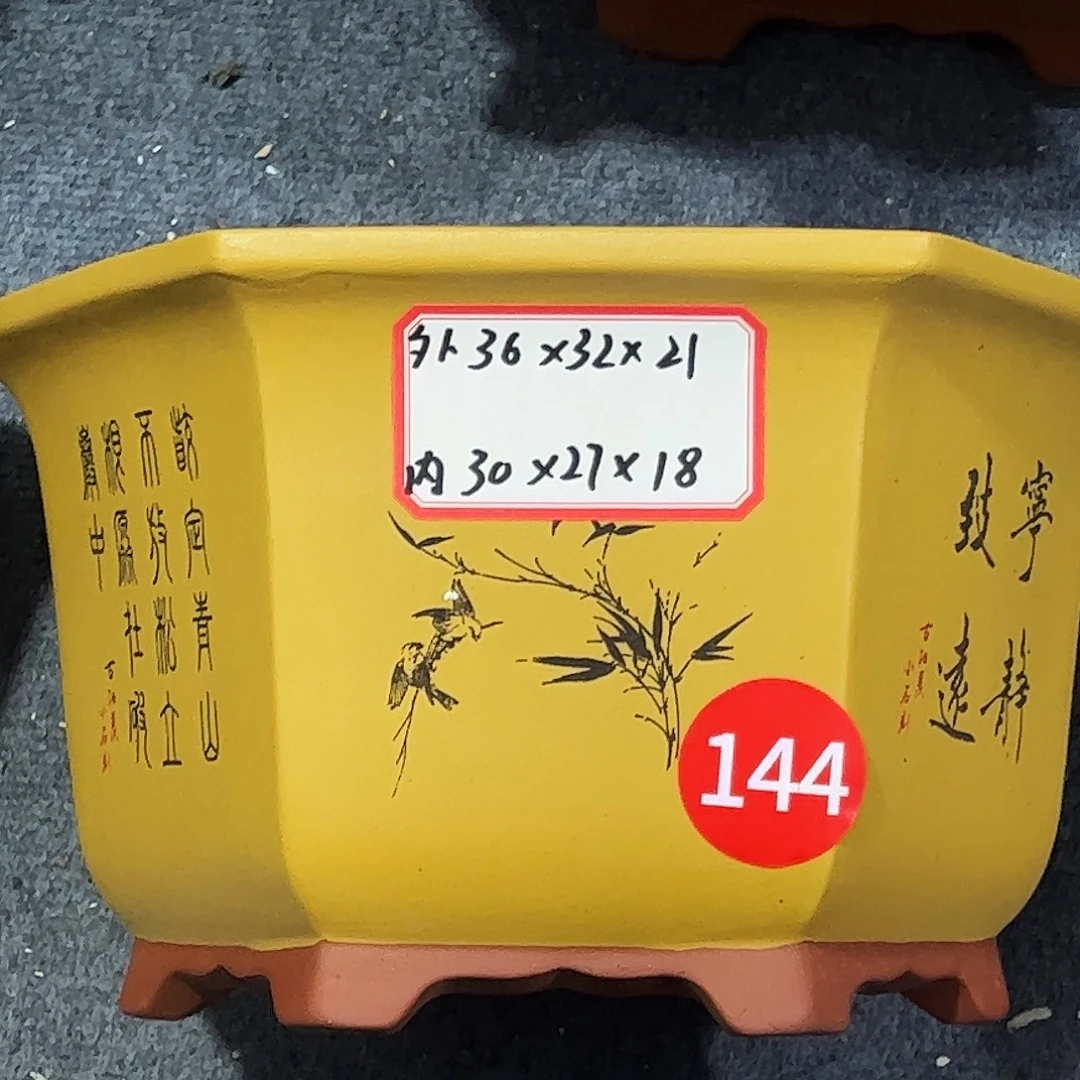 外36×32×21
内30×27×18
咬定青山
不放松立
根原在破
巖中
寧靜
致遠
144